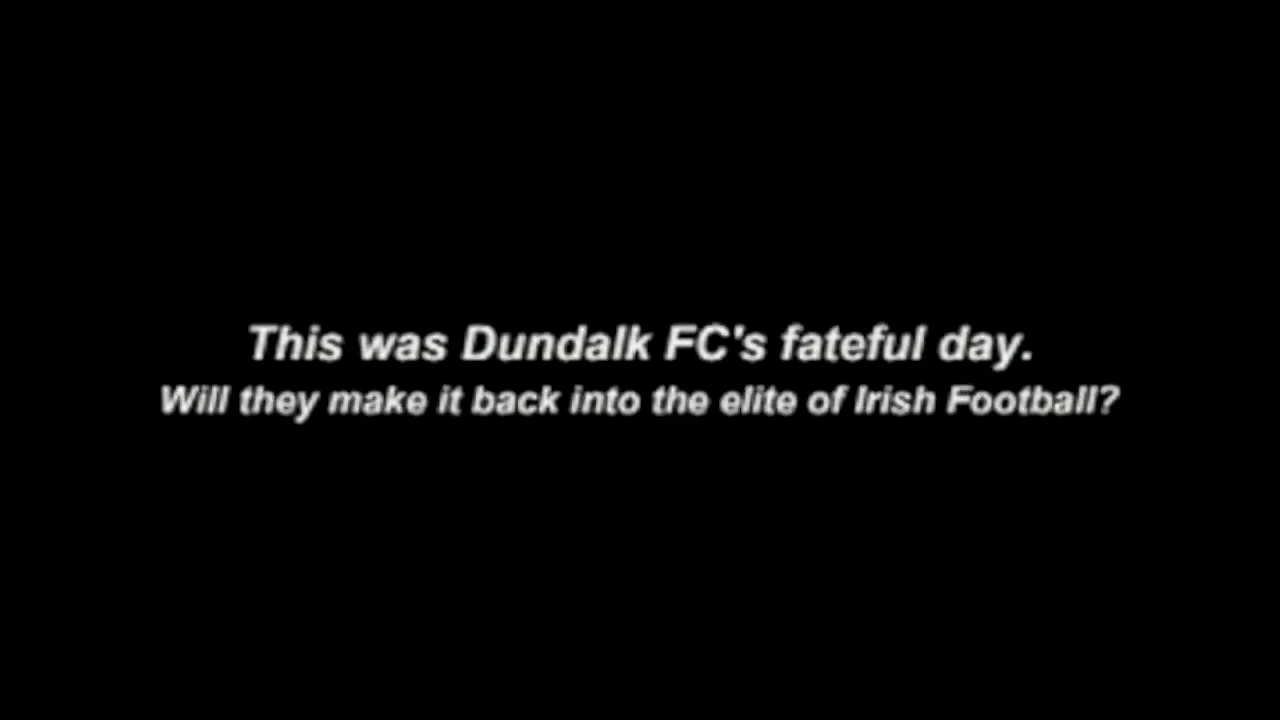 This was Dundalk FC's fateful day.
Will they make it back into the elite of Irish Football?